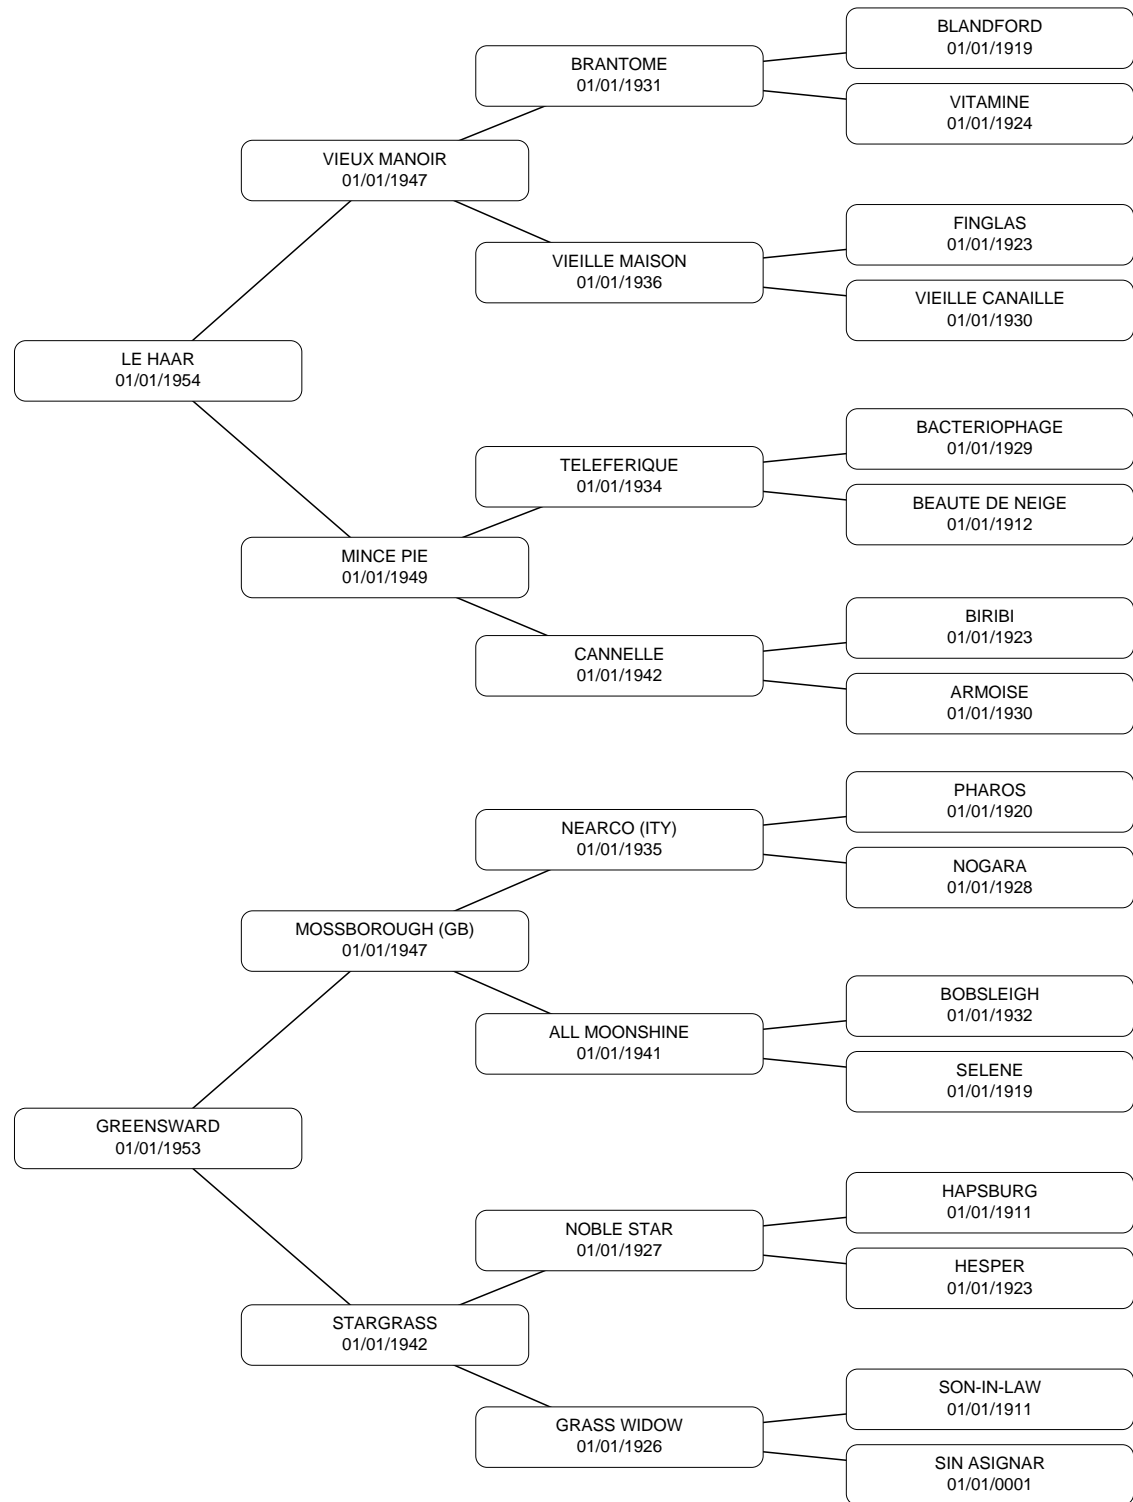 BLANDFORD
01/01/1919
BRANTOME
01/01/1931
VITAMINE
01/01/1924
VIEUX MANOIR
01/01/1947
FINGLAS
01/01/1923
VIEILLE MAISON
01/01/1936
VIEILLE CANAILLE
01/01/1930
LE HAAR
01/01/1954
BACTERIOPHAGE
01/01/1929
TELEFERIQUE
01/01/1934
BEAUTE DE NEIGE
01/01/1912
MINCE PIE
01/01/1949
BIRIBI
01/01/1923
CANNELLE
01/01/1942
ARMOISE
01/01/1930
PHAROS
01/01/1920
NEARCO (ITY)
01/01/1935
NOGARA
01/01/1928
MOSSBOROUGH (GB)
01/01/1947
BOBSLEIGH
01/01/1932
ALL MOONSHINE
01/01/1941
SELENE
01/01/1919
GREENSWARD
01/01/1953
HAPSBURG
01/01/1911
NOBLE STAR
01/01/1927
HESPER
01/01/1923
STARGRASS
01/01/1942
SON-IN-LAW
01/01/1911
GRASS WIDOW
01/01/1926
SIN ASIGNAR
01/01/0001